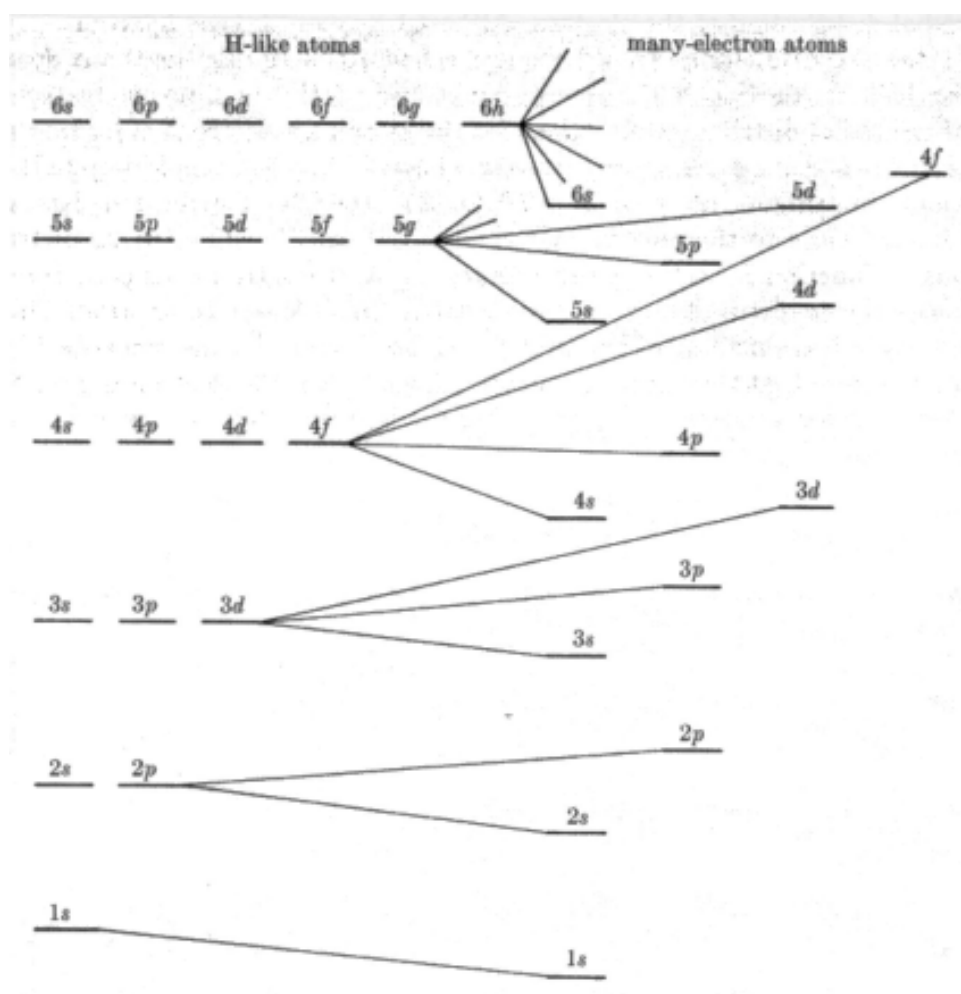 H-like atoms many-electron atoms
6s 6p 6d 6f 6g 6h
4f
6s 5d
5s 5p 5d 5f 5g
5p
4d
5s
4s 4p 4d 4f
4p
4s 3d
3p
3s 3p 3d
3s
2p
2s 2p
2s
1s
1s